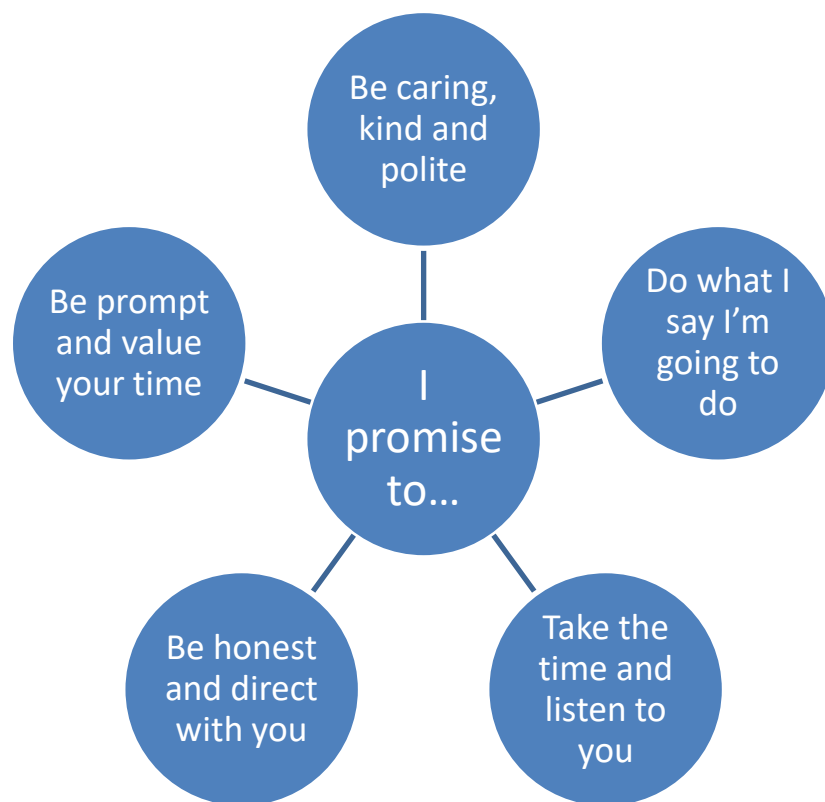 Be caring,
kind and
polite
Do what I
say I’m
going to
do
Take the
time and
listen to
you
Be honest
and direct
with you
Be prompt
and value
your time
I
promise
to…